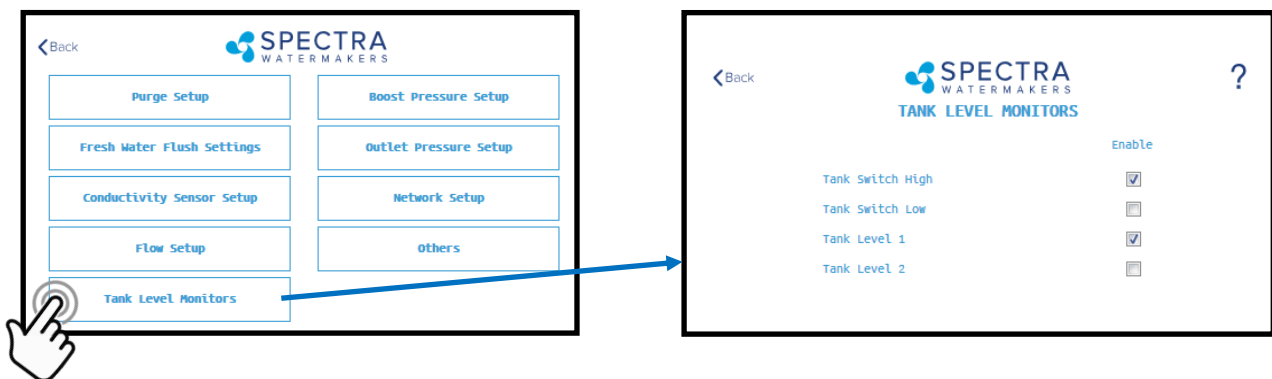 Back
SPECTRA
WATERMAKERS
Purge Setup
Boost Pressure Setup
Fresh Water Flush Settings
Outlet Pressure Setup
Conductivity Sensor Setup
Network Setup
Flow Setup
Others
Tank Level Monitors
Back
SPECTRA
WATERMAKERS
?
TANK LEVEL MONITORS
Enable
Tank Switch High
Tank Switch Low
Tank Level 1
Tank Level 2